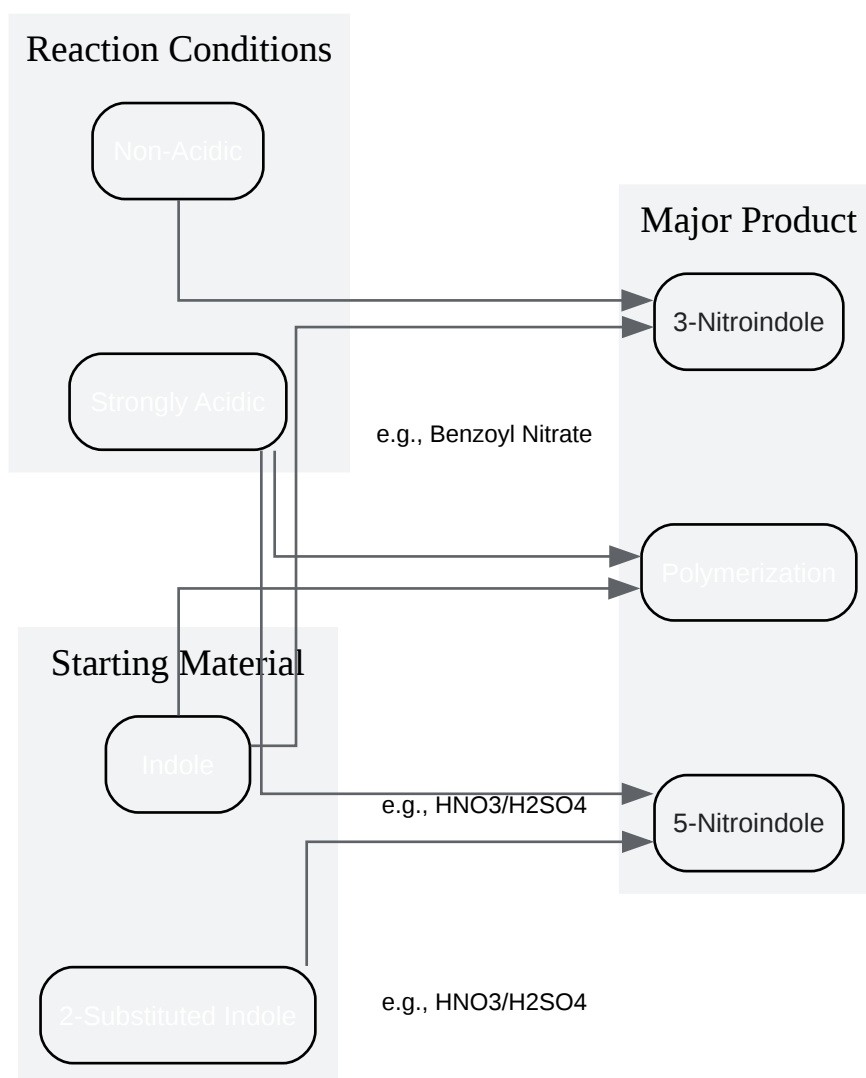 Reaction Conditions
Non-Acidic
Strongly Acidic
Major Product
3-Nitroindole
Polymerization
5-Nitroindole
e.g., Benzoyl Nitrate
e.g., HNO3/H2SO4
e.g., HNO3/H2SO4
Starting Material
Indole
2-Substituted Indole